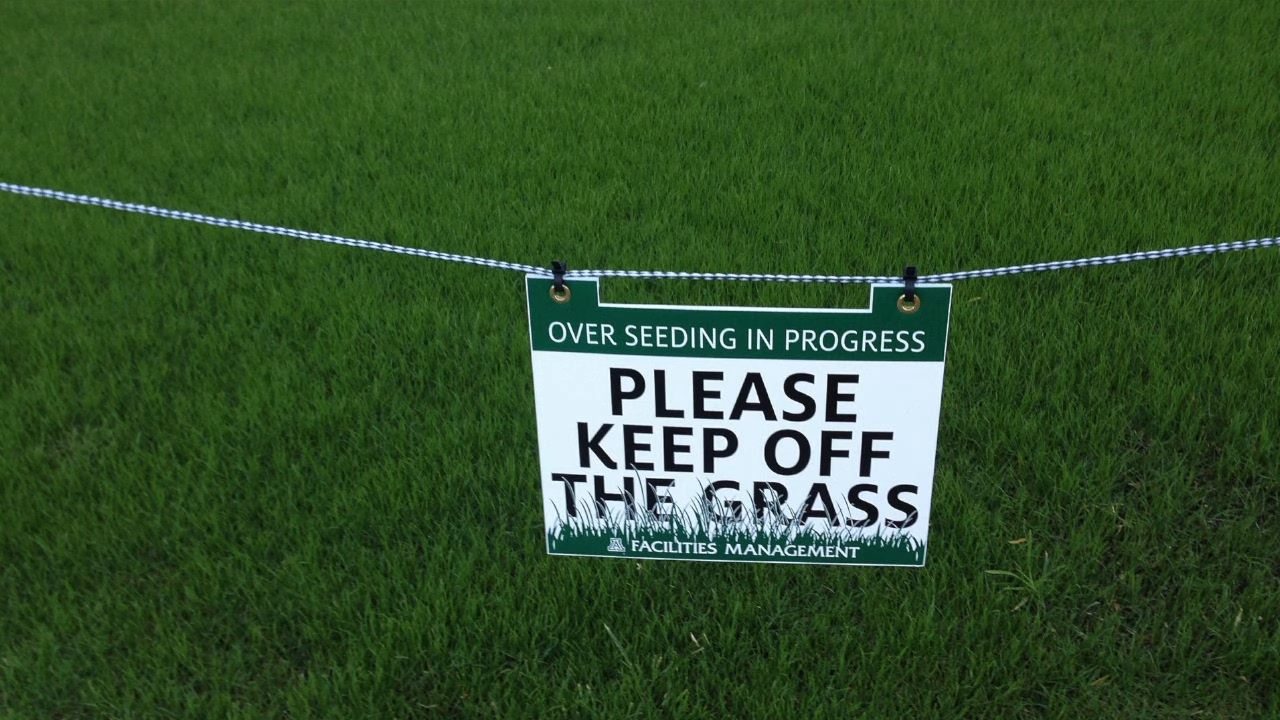 OVER SEEDING IN PROGRESS
PLEASE
KEEP OFF
THE GRASS
A FACILITIES MANAGEMENT